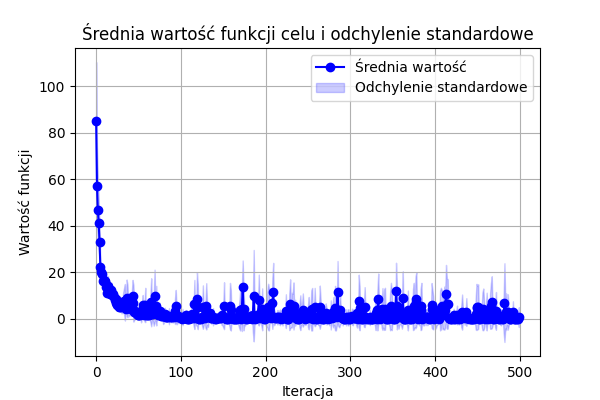 Średnia wartość funkcji celu i odchylenie standardowe
Średnia wartość
Odchylenie standardowe
Wartość funkcji
100
80
60
40
20
0
0 100 200 300 400 500
Iteracja